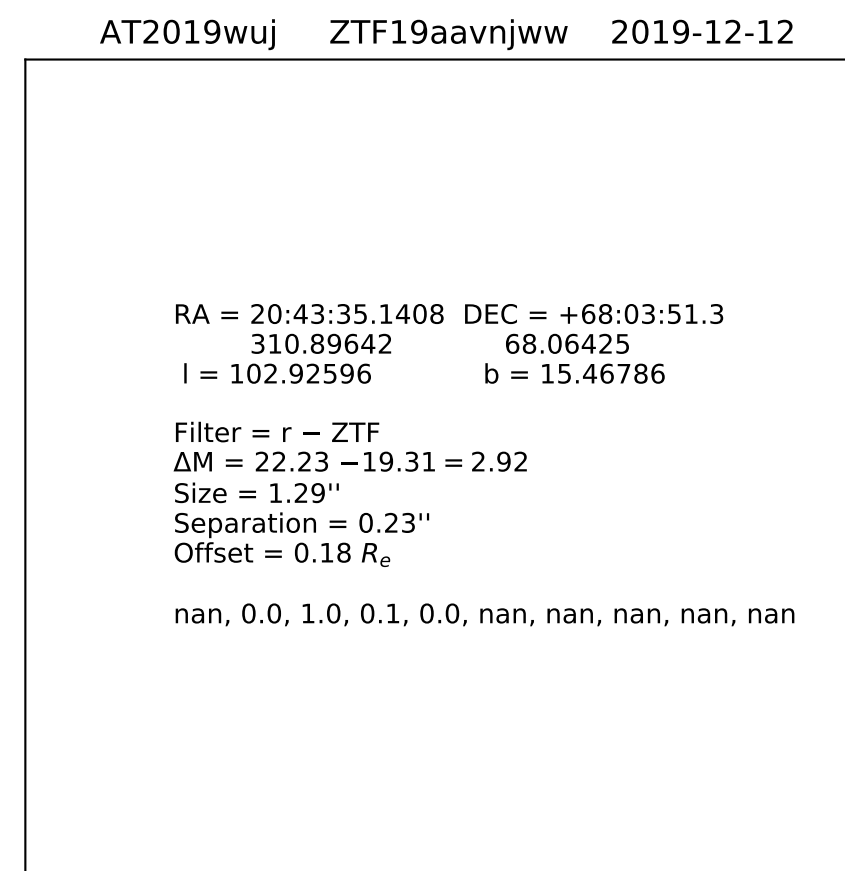 AT2019wuj ZTF19aavnjww 2019-12-12
RA = 20:43:35.1408 DEC = +68:03:51.3
310.89642 68.06425
l = 102.92596 b = 15.46786
Filter = r − ZTF
ΔM = 22.23 −19.31 = 2.92
Size = 1.29''
Separation = 0.23''
Offset = 0.18 Re
nan, 0.0, 1.0, 0.1, 0.0, nan, nan, nan, nan, nan